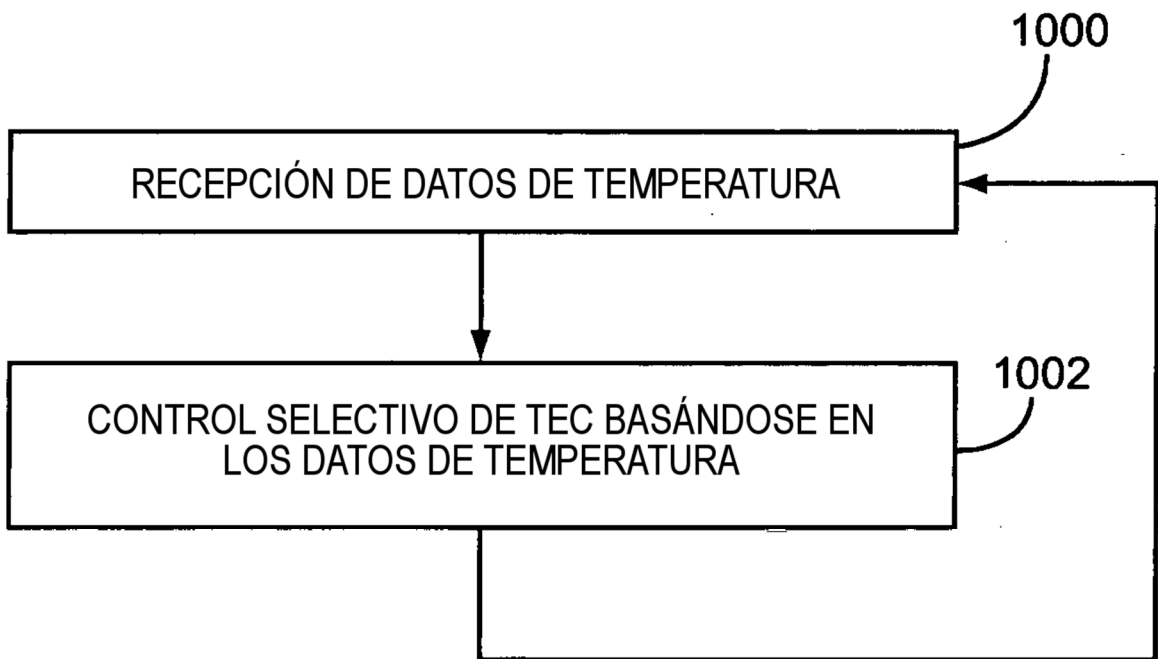 1000
RECEPCIÓN DE DATOS DE TEMPERATURA
1002
CONTROL SELECTIVO DE TEC BASÁNDOSE EN
LOS DATOS DE TEMPERATURA